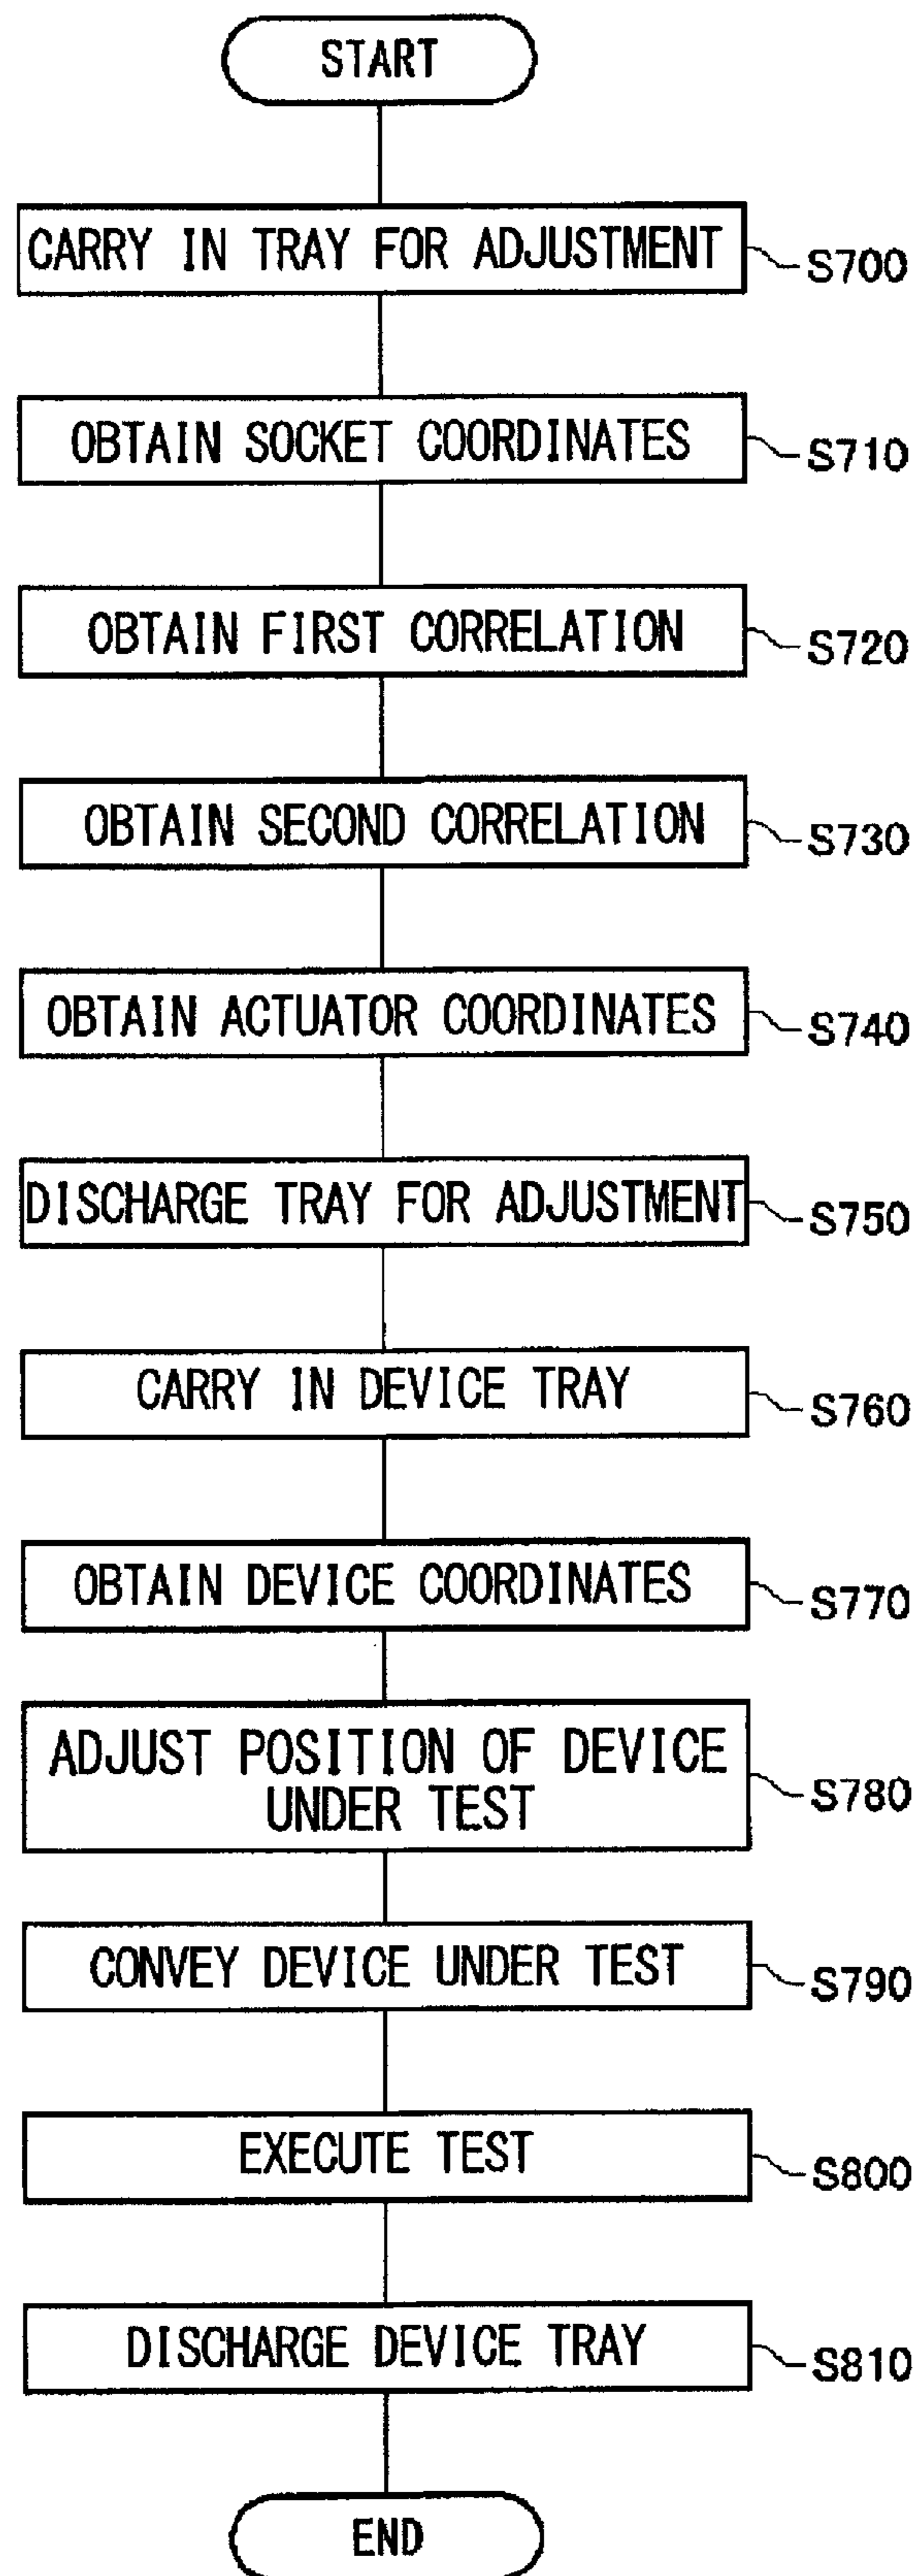 START
CARRY IN TRAY FOR ADJUSTMENT
S700
OBTAIN SOCKET COORDINATES
S710
OBTAIN FIRST CORRELATION
S720
OBTAIN SECOND CORRELATION
S730
OBTAIN ACTUATOR COORDINATES
S740
DISCHARGE TRAY FOR ADJUSTMENT
S750
CARRY IN DEVICE TRAY
S760
OBTAIN DEVICE COORDINATES
S770
ADJUST POSITION OF DEVICE
UNDER TEST
S780
CONVEY DEVICE UNDER TEST
S790
EXECUTE TEST
S800
DISCHARGE DEVICE TRAY
S810
END